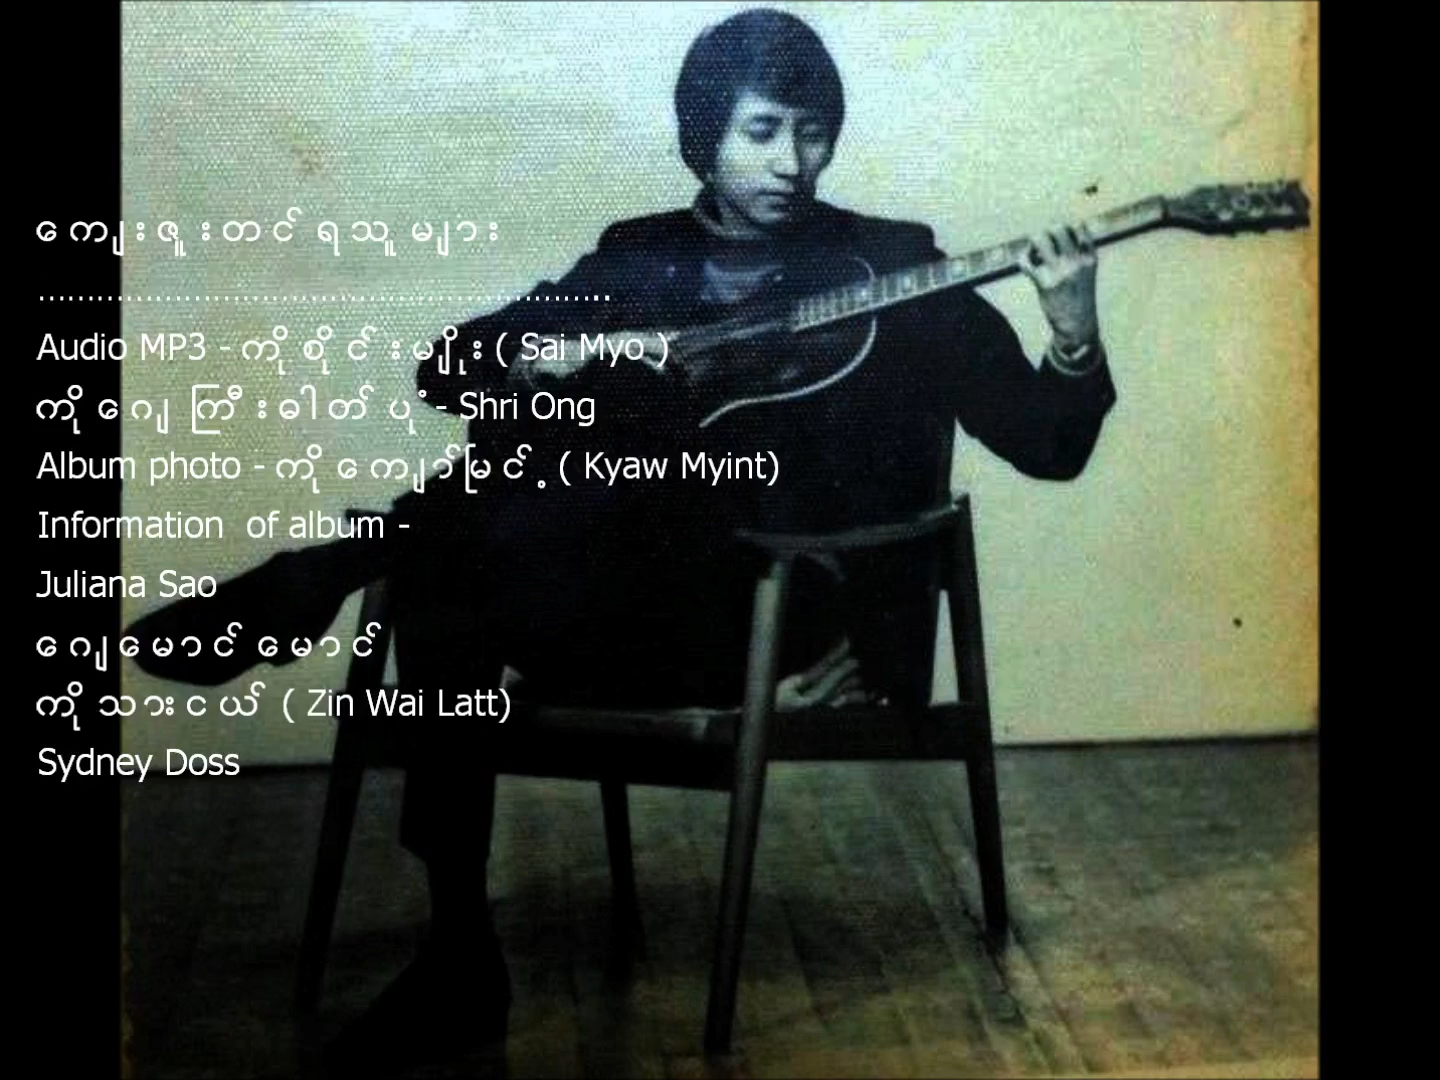 ကျေးဇူးတင်ရသူများ
............................................................
Audio MP3 - ကိုစိုင်းမျိုး ( Sai Myo )
ကိုဂျေကြီးဓါတ်ပုံ - Shri Ong
Album photo - ကိုကျော်မြင့် ( Kyaw Myint)
Information of album -
Juliana Sao
ဂျေမောင်မောင်
ကိုသားငယ် ( Zin Wai Latt)
Sydney Doss